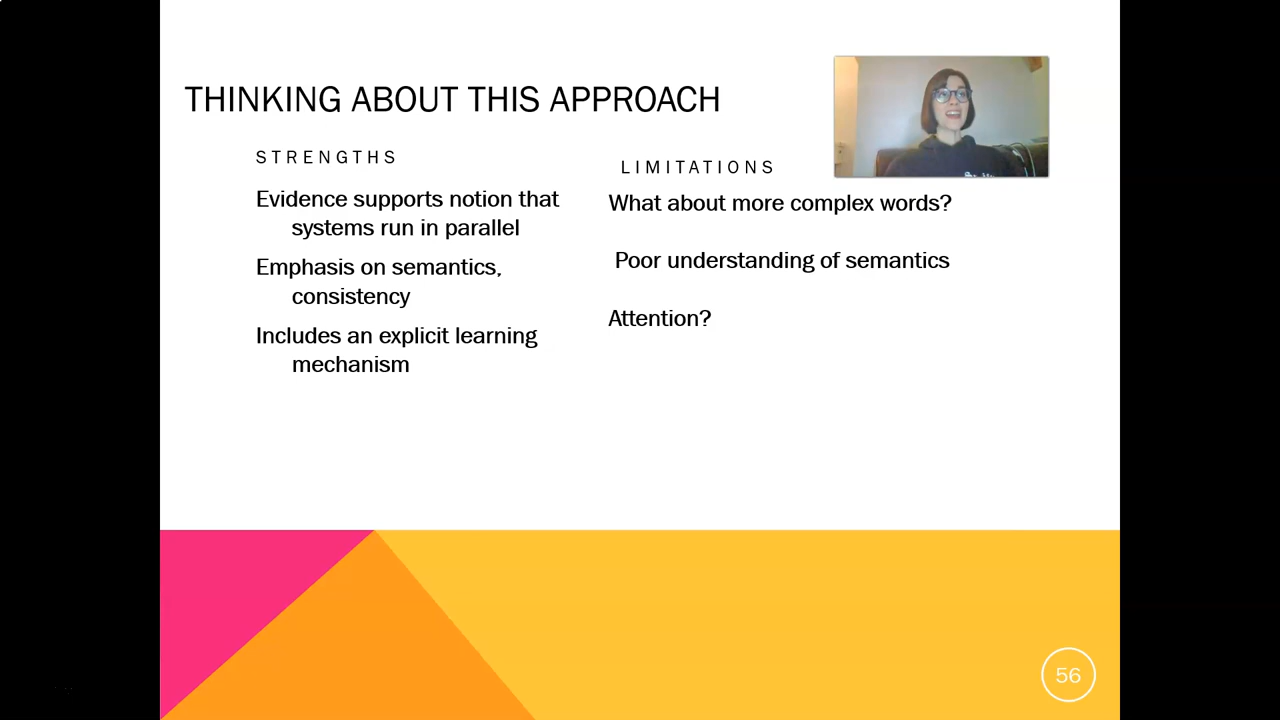 THINKING ABOUT THIS APPROACH
STRENGTHS
Evidence supports notion that
systems run in parallel
Emphasis on semantics,
consistency
Includes an explicit learning
mechanism
LIMITATIONS
What about more complex words?
Poor understanding of semantics
Attention?
56